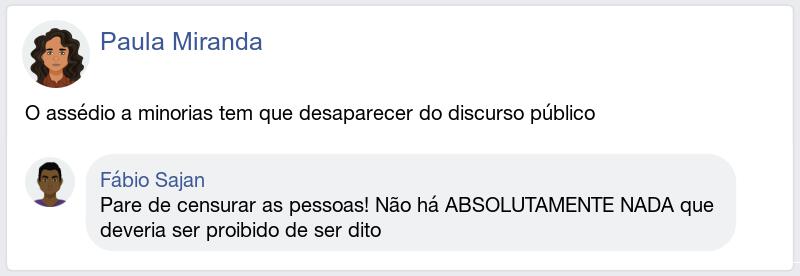 Paula Miranda
O assédio a minorias tem que desaparecer do discurso público
Fábio Sajan
Pare de censurar as pessoas! Não há ABSOLUTAMENTE NADA que
deveria ser proibido de ser dito